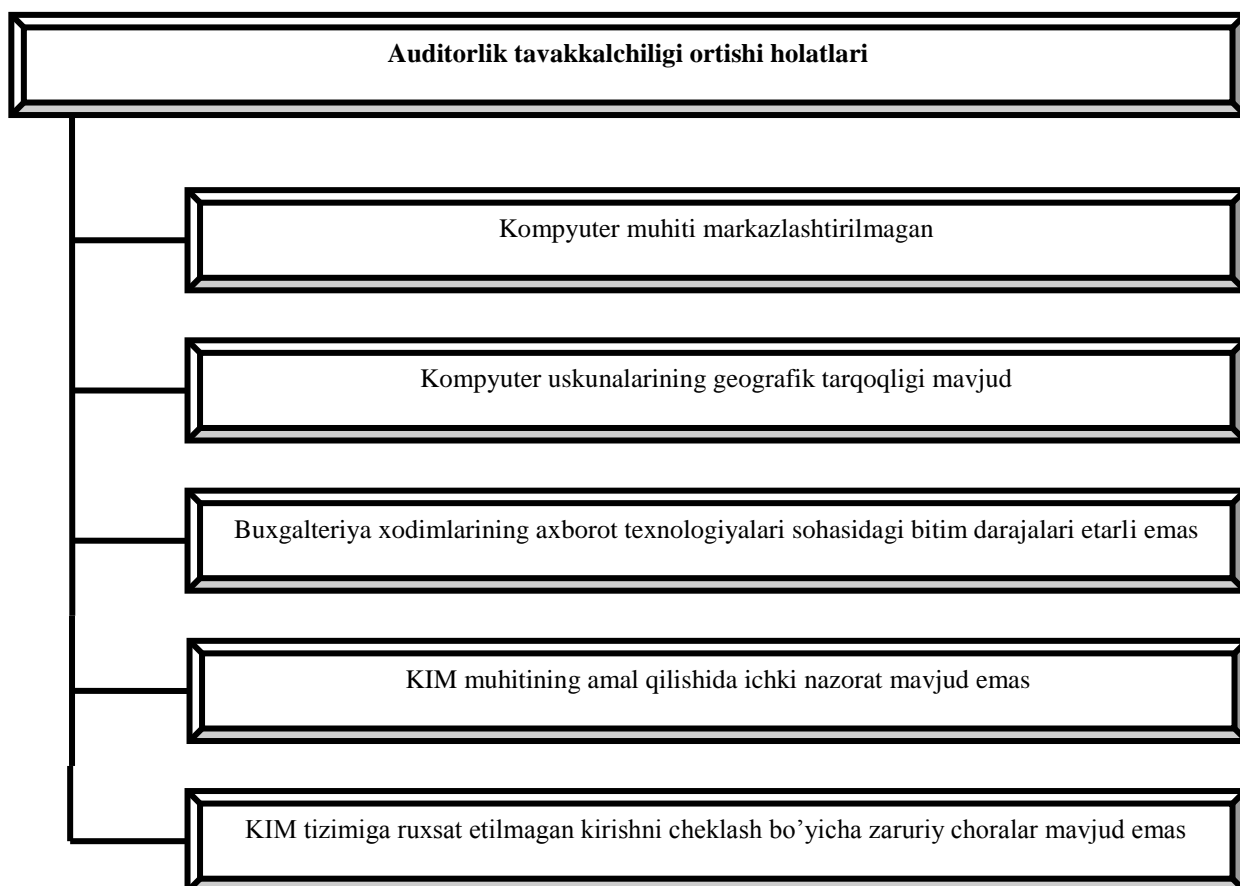 Auditorlik tavakkalchiligi ortishi holatlari
Kompyuter muhiti markazlashtirilmagan
Kompyuter uskunalarining geografik tarqoqligi mavjud
Buxgalteriya xodimlarining axborot texnologiyalari sohasidagi bitim darajalari etarli emas
KIM muhitining amal qilishida ichki nazorat mavjud emas
KIM tizimiga ruxsat etilmagan kirishni cheklash bo’yicha zaruriy choralar mavjud emas